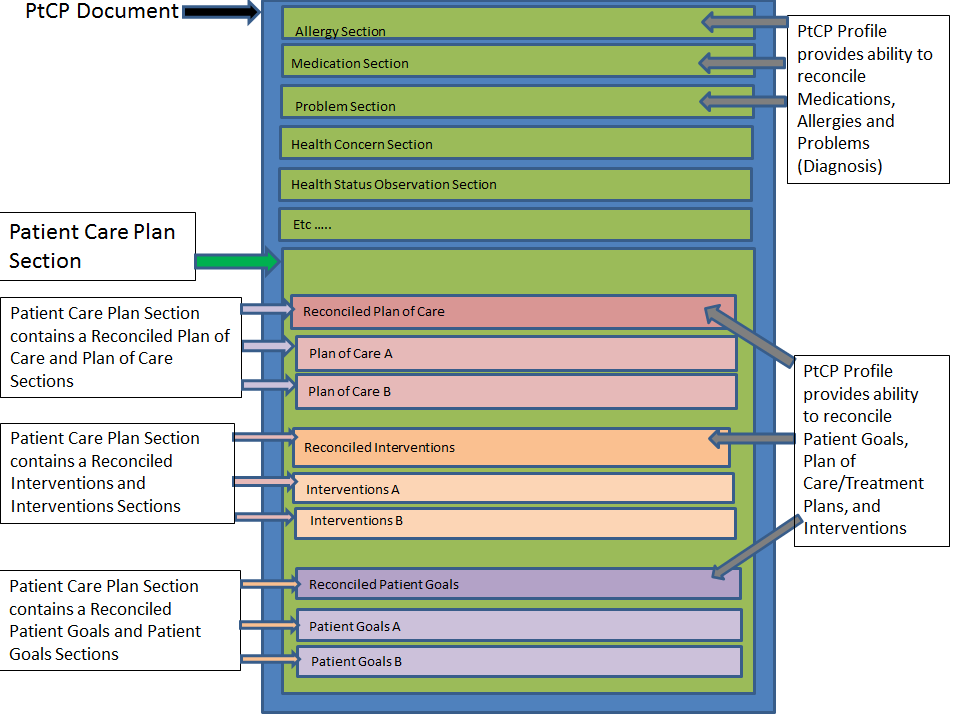 PtCP Document
Allergy Section
Medication Section
Problem Section
Health Concern Section
Health Status Observation Section
Etc …..
PtCP Profile
provides ability to
reconcile
Medications,
Allergies and
Problems
(Diagnosis)
Patient Care Plan
Section
Patient Care Plan Section
contains a Reconciled Plan of
Care and Plan of Care
Sections
Reconciled Plan of Care
Plan of Care A
Plan of Care B
Patient Care Plan Section
contains a Reconciled
Interventions and
Interventions Sections
Reconciled Interventions
Interventions A
Interventions B
PtCP Profile
provides ability
to reconcile
Patient Goals,
Plan of
Care/Treatment
Plans, and
Interventions
Patient Care Plan Section
contains a Reconciled
Patient Goals and Patient
Goals Sections
Reconciled Patient Goals
Patient Goals A
Patient Goals B